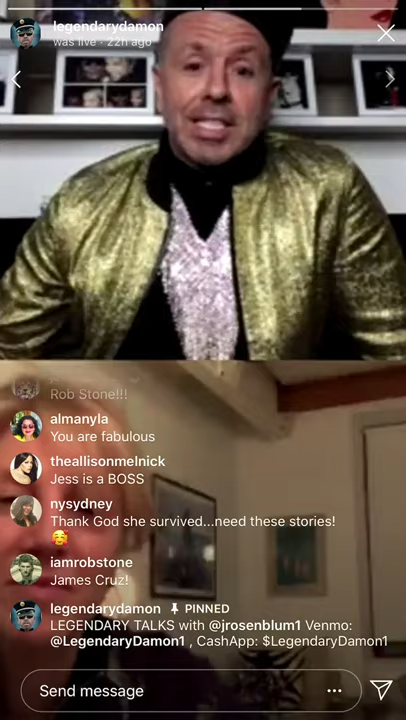 legendarydamon
was live · 22h ago
Rob Stone!!!
almanyla
You are fabulous
theallisonmelnick
Jess is a BOSS
nysydney
Thank God she survived...need these stories!
🥰
iamrobstone
James Cruz!
legendarydamon PINNED
LEGENDARY TALKS with @jrosenblum1 Venmo:
@LegendaryDamon1 , CashApp: $LegendaryDamon1
Send message